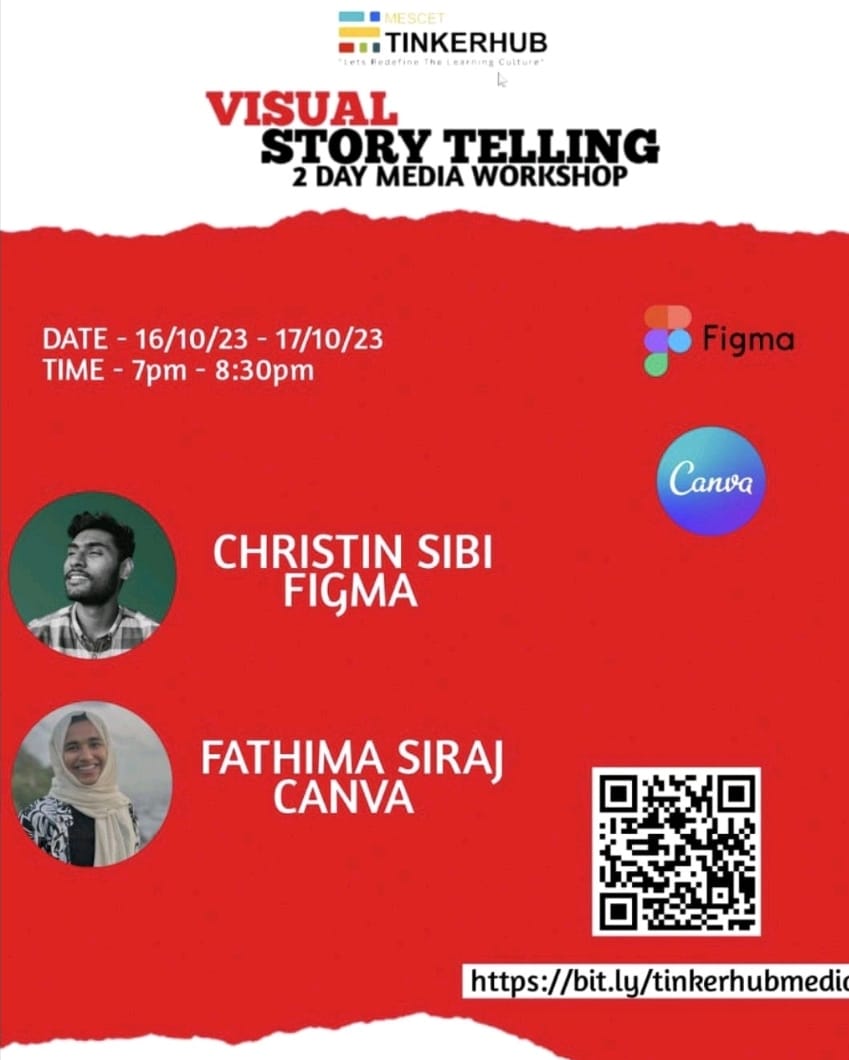 MESCET
TINKERHUB
"Lets Redefine The Learning Culture"
VISUAL
STORY TELLING
2 DAY MEDIA WORKSHOP
DATE - 16/10/23 - 17/10/23
TIME - 7pm - 8:30pm
Figma
Canva
CHRISTIN SIBI
FIGMA
FATHIMA SIRAJ
CANVA
https://bit.ly/tinkerhubmedia